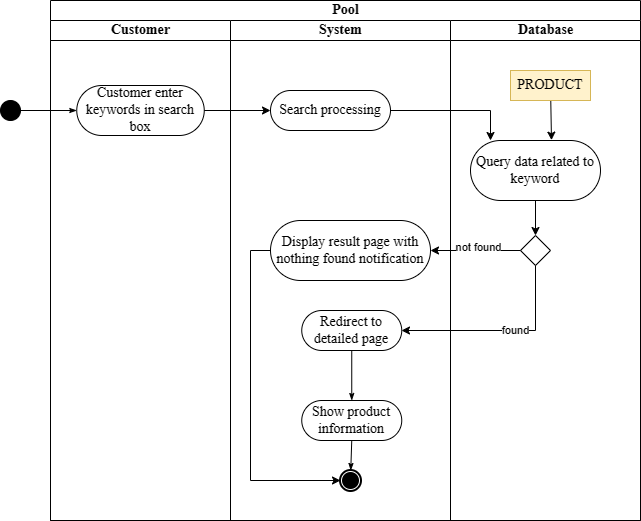 Pool
Customer
System
Database
PRODUCT
Customer enter
keywords in search
box
Search processing
Query data related to
keyword
Display result page with
nothing found notification
not found
Redirect to
detailed page
found
Show product
information